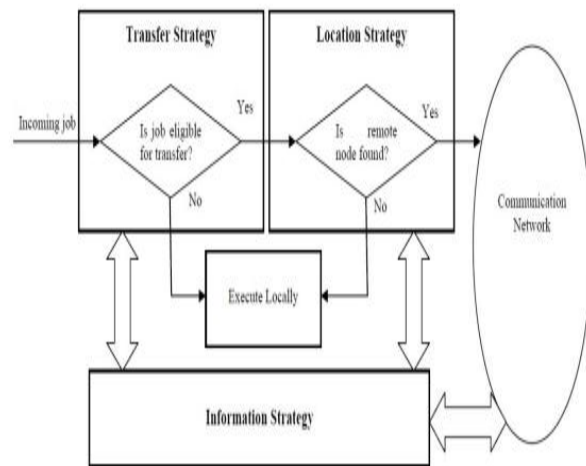 Transfer Strategy
Location Strategy
Incoming job
Is job eligible
for transfer?
Yes
No
Is remote
node found?
Yes
No
Communication
Network
Execute Locally
Information Strategy